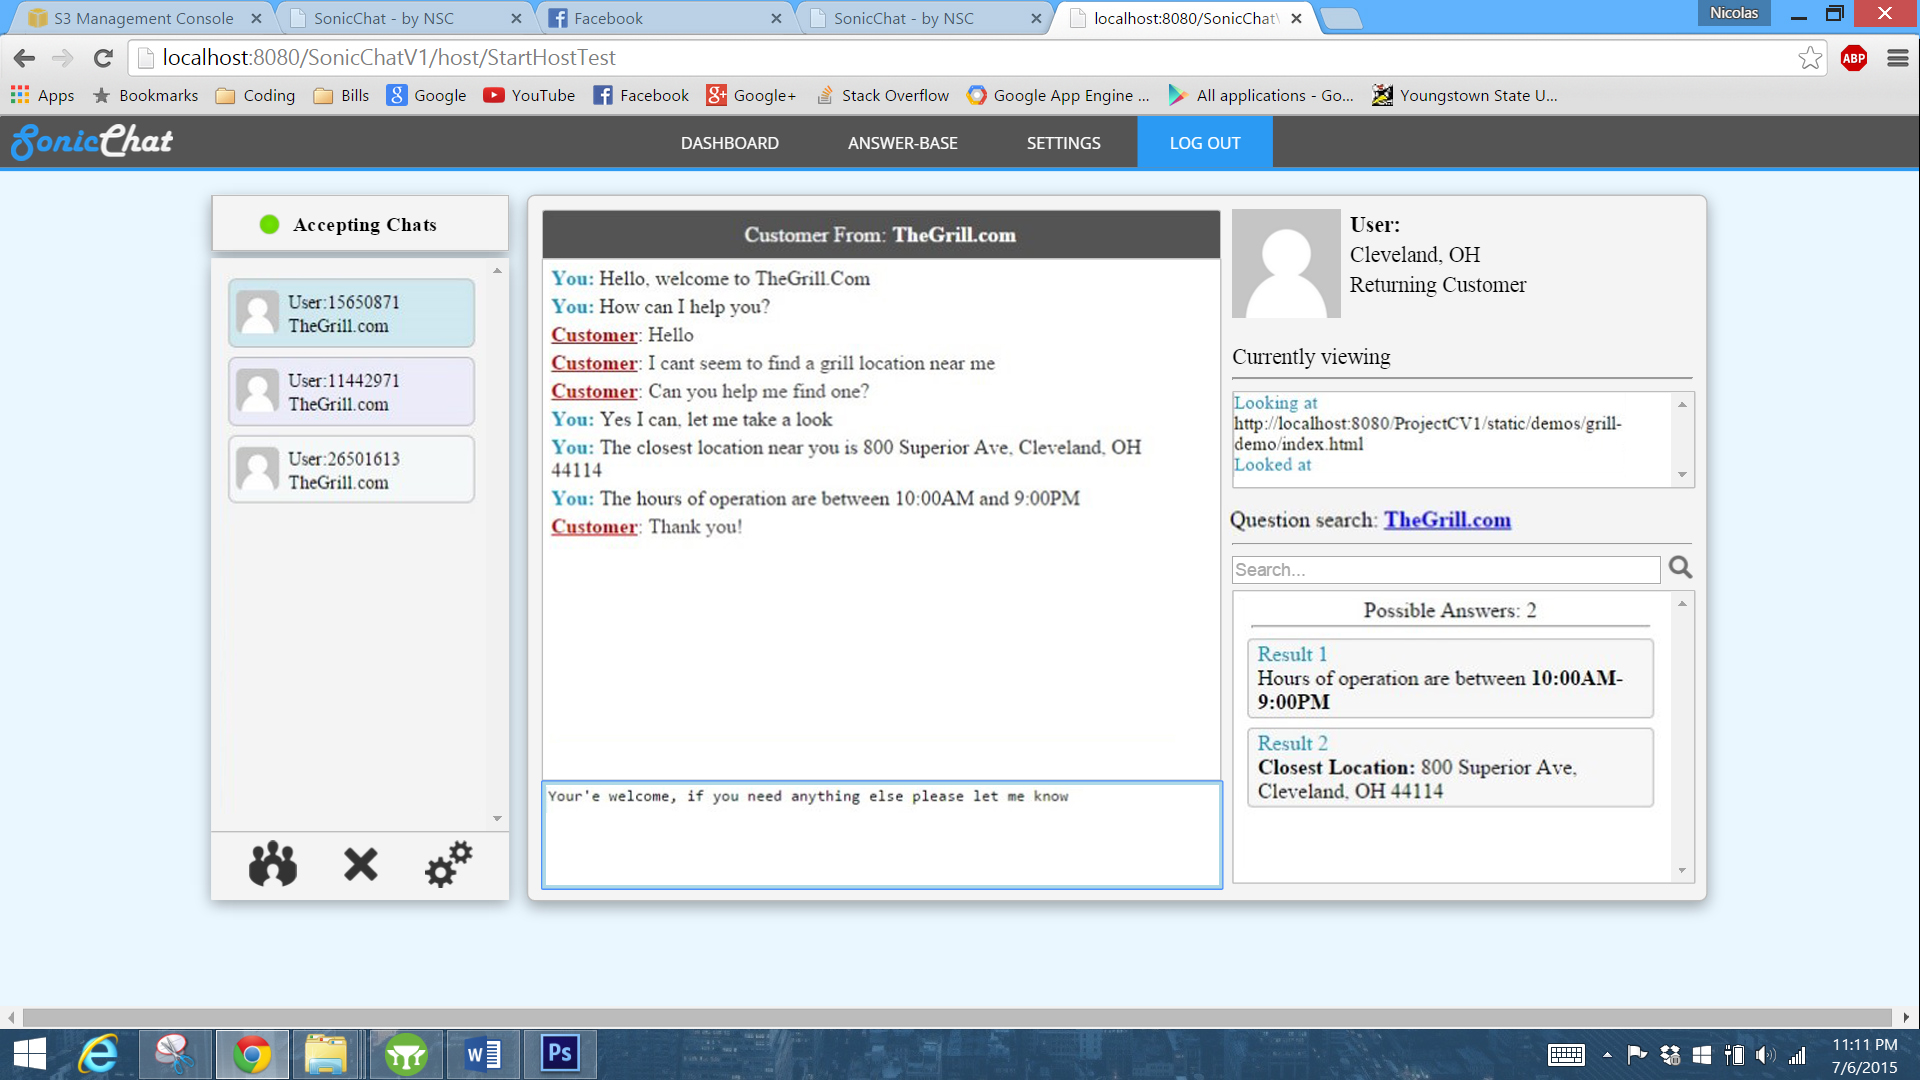 S3 Management Console
SonicChat - by NSC
Facebook
SonicChat - by NSC
localhost:8080/SonicChatV
Nicolas
localhost:8080/SonicChatV1/host/StartHostTest
ABP
Apps
Bookmarks
Coding
Bills
Google
YouTube
Facebook
Google+
Stack Overflow
Google App Engine ...
All applications - Go...
Youngstown State U...
SonicChat
DASHBOARD
ANSWER-BASE
SETTINGS
LOG OUT
Accepting Chats
User:15650871
TheGrill.com
User:11442971
TheGrill.com
User:26501613
TheGrill.com
Customer From: TheGrill.com
You: Hello, welcome to TheGrill.Com
You: How can I help you?
Customer: Hello
Customer: I cant seem to find a grill location near me
Customer: Can you help me find one?
You: Yes I can, let me take a look
You: The closest location near you is 800 Superior Ave, Cleveland, OH
44114
You: The hours of operation are between 10:00AM and 9:00PM
Customer: Thank you!
Your'e welcome, if you need anything else please let me know
User:
Cleveland, OH
Returning Customer
Currently viewing
Looking at
http://localhost:8080/ProjectCV1/static/demos/grill-
demo/index.html
Looked at
Question search: TheGrill.com
Search...
Possible Answers: 2
Result 1
Hours of operation are between 10:00AM-
9:00PM
Result 2
Closest Location: 800 Superior Ave,
Cleveland, OH 44114
W
Ps
11:11 PM
7/6/2015